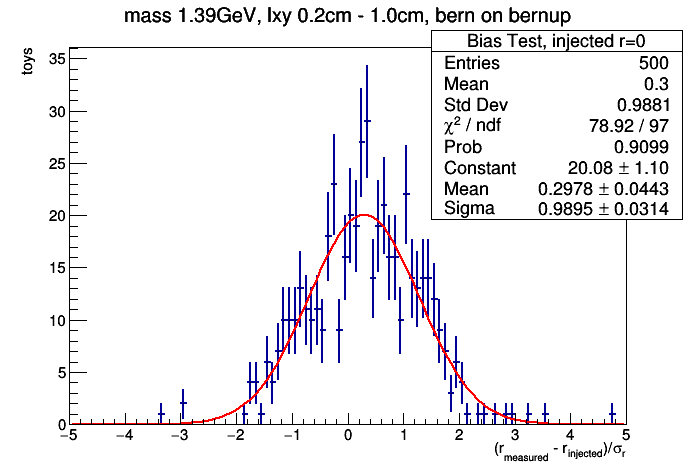 mass 1.39GeV, lxy 0.2cm - 1.0cm, bern on bernup
Bias Test, injected r=0
Entries 500
Mean 0.3
Std Dev 0.9881
χ² / ndf 78.92 / 97
Prob 0.9099
Constant 20.08 ± 1.10
Mean 0.2978 ± 0.0443
Sigma 0.9895 ± 0.0314
toys
35
30
25
20
15
10
5
0
−5 −4 −3 −2 −1 0 1 2 3 4 5
(r_measured - r_injected)/σ_r